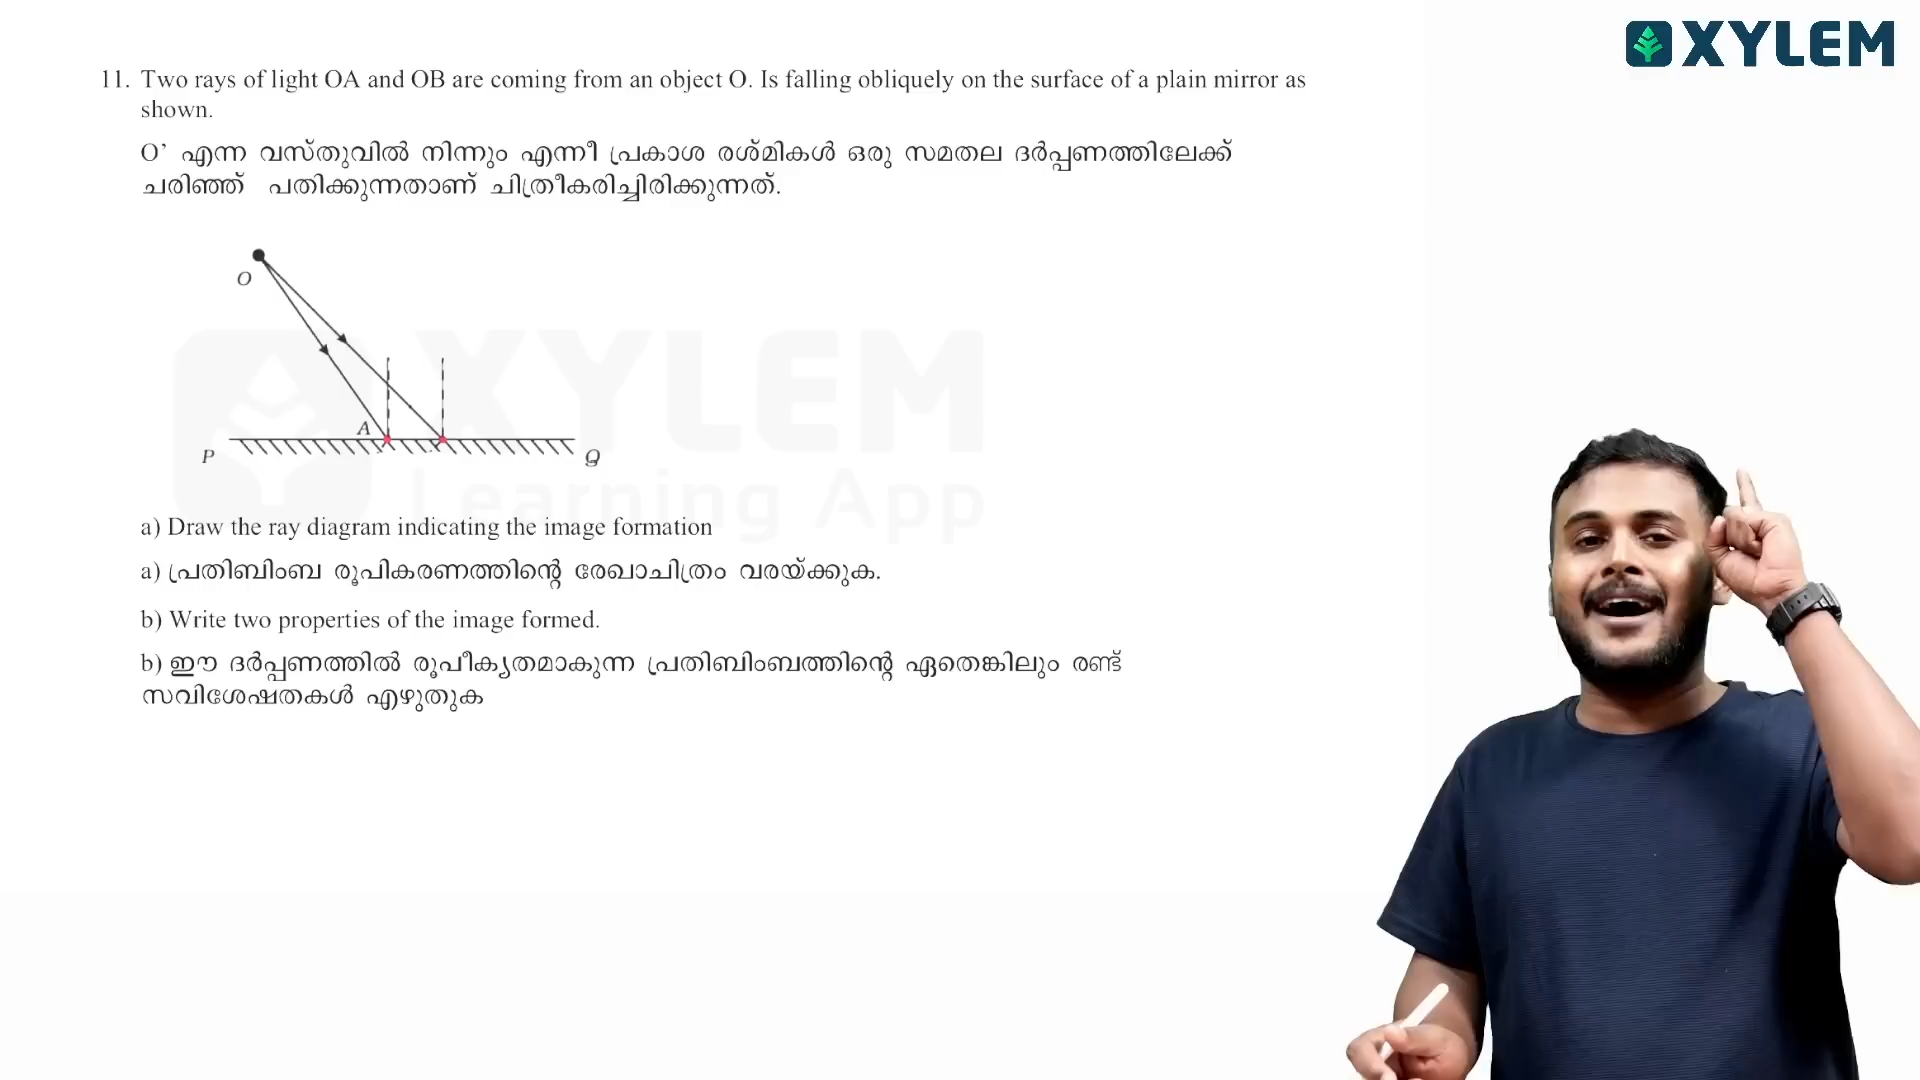 XYLEM
11. Two rays of light OA and OB are coming from an object O. Is falling obliquely on the surface of a plain mirror as
shown.
O’ എന്ന വസ്തുവിൽ നിന്നും എന്നീ പ്രകാശ രശ്മികൾ ഒരു സമതല ദർപ്പണത്തിലേക്ക്
ചരിഞ്ഞ് പതിക്കുന്നതാണ് ചിത്രീകരിച്ചിരിക്കുന്നത്.
O
A
P
Q
XYLEM
Learning App
a) Draw the ray diagram indicating the image formation
a) പ്രതിബിംബ രൂപികരണത്തിന്റെ രേഖാചിത്രം വരയ്ക്കുക.
b) Write two properties of the image formed.
b) ഈ ദർപ്പണത്തിൽ രൂപീകൃതമാകുന്ന പ്രതിബിംബത്തിന്റെ ഏതെങ്കിലും രണ്ട്
സവിശേഷതകൾ എഴുതുക